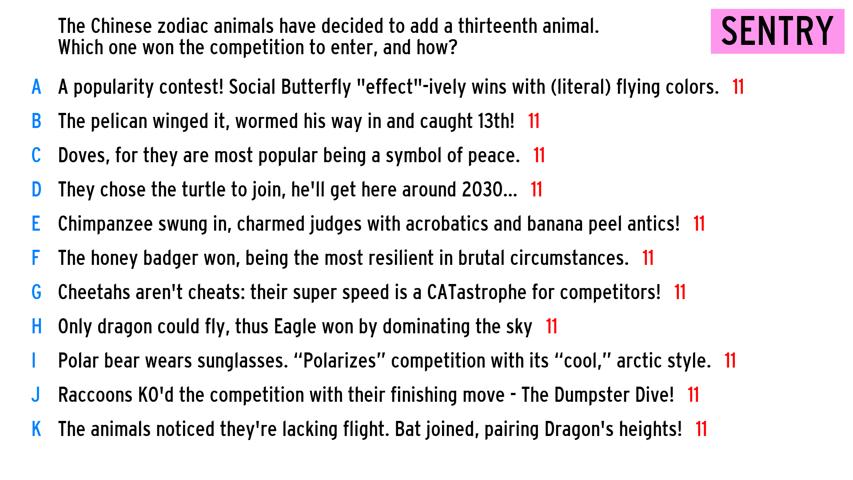 The Chinese zodiac animals have decided to add a thirteenth animal.
Which one won the competition to enter, and how?
SENTRY
A A popularity contest! Social Butterfly "effect"-ively wins with (literal) flying colors. 11
B The pelican winged it, wormed his way in and caught 13th! 11
C Doves, for they are most popular being a symbol of peace. 11
D They chose the turtle to join, he'll get here around 2030... 11
E Chimpanzee swung in, charmed judges with acrobatics and banana peel antics! 11
F The honey badger won, being the most resilient in brutal circumstances. 11
G Cheetahs aren't cheats: their super speed is a CATastrophe for competitors! 11
H Only dragon could fly, thus Eagle won by dominating the sky 11
I Polar bear wears sunglasses. “Polarizes” competition with its “cool,” arctic style. 11
J Raccoons KO'd the competition with their finishing move - The Dumpster Dive! 11
K The animals noticed they're lacking flight. Bat joined, pairing Dragon's heights! 11